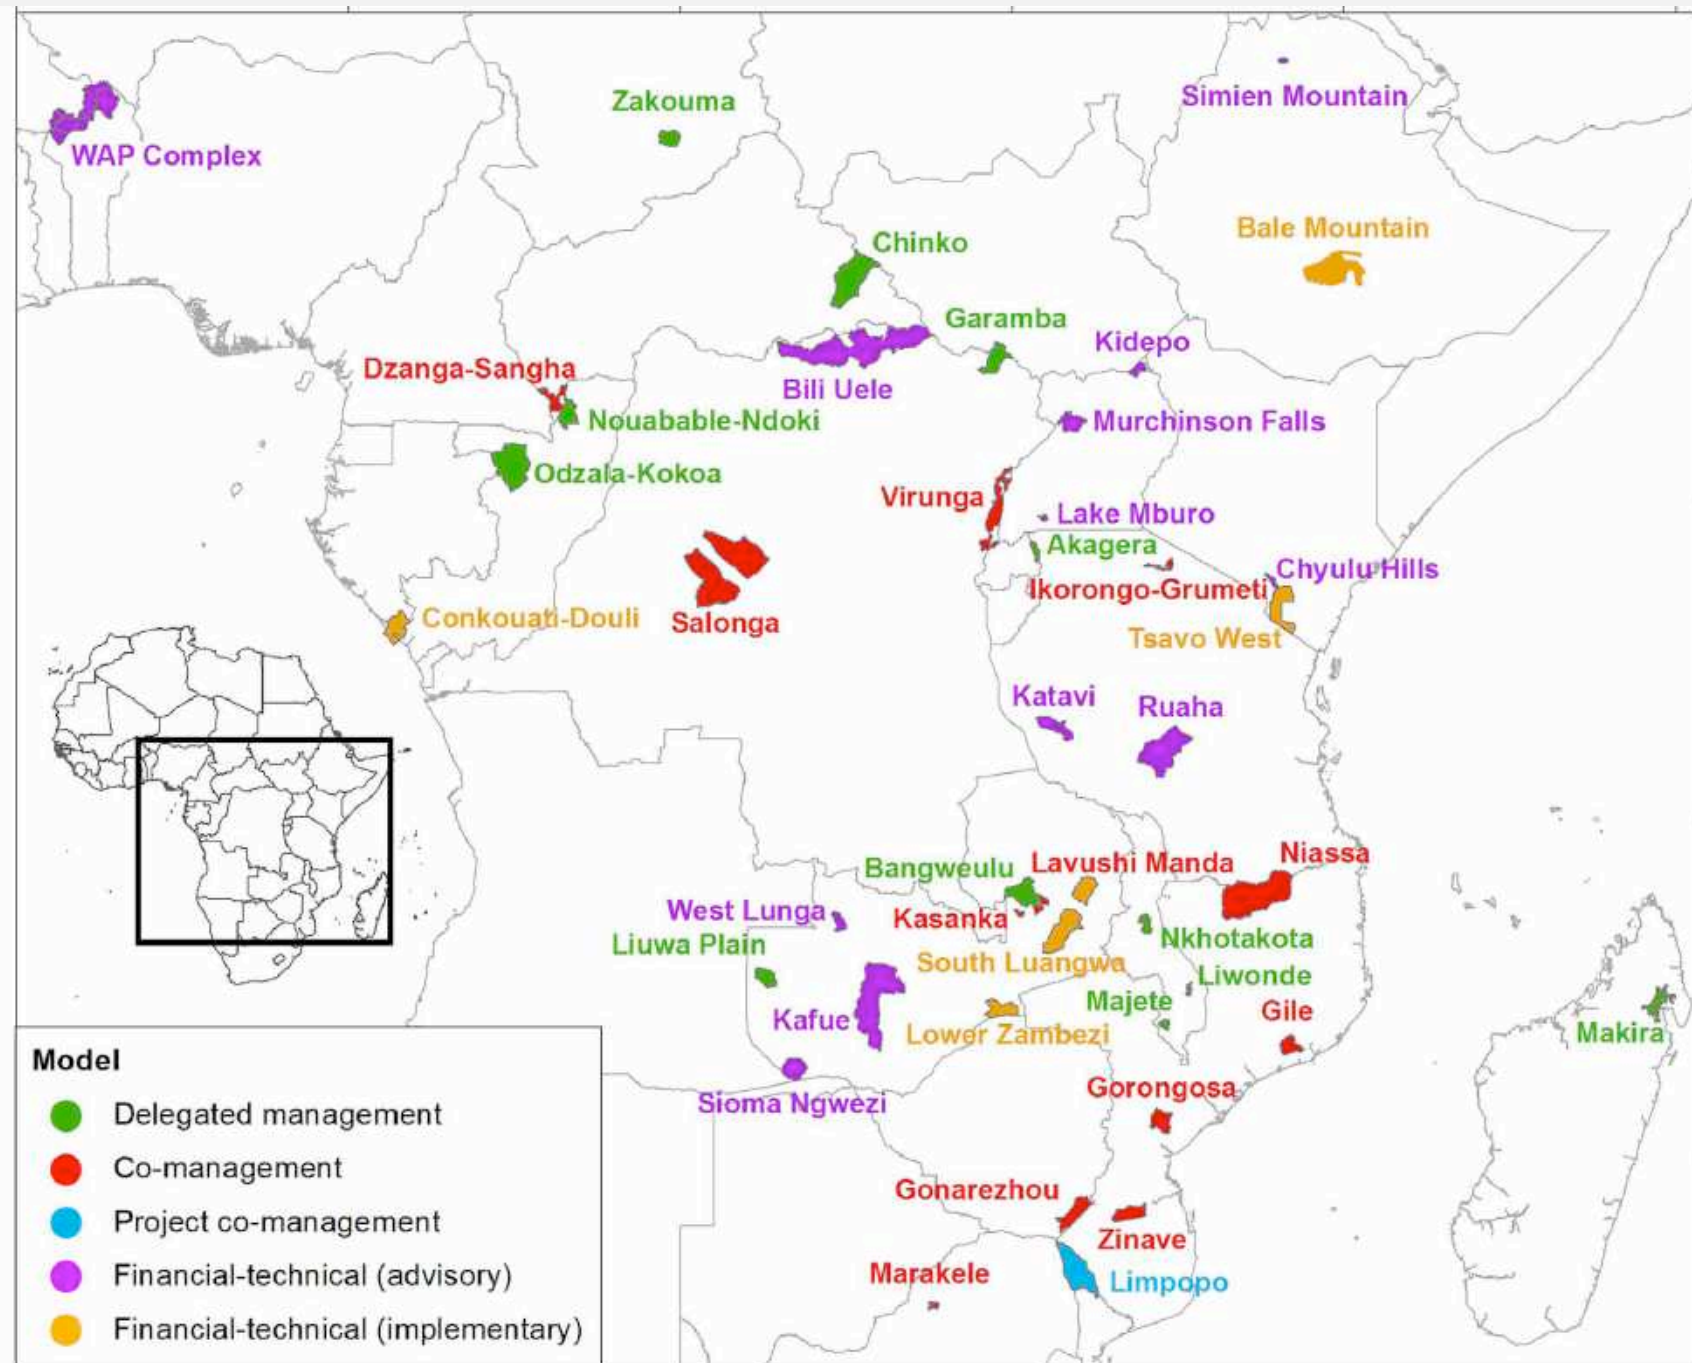 Zakouma
Simien Mountain
WAP Complex
Bale Mountain
Chinko
Garamba
Kidepo
Dzanga-Sangha
Bili Uele
Nouabable-Ndoki
Murchinson Falls
Odzala-Kokoa
Virunga
Lake Mburo
Akagera
Chyulu Hills
Ikorongo-Grumeti
Conkouati-Douli
Salonga
Tsavo West
Katavi
Ruaha
Bangweulu
Lavushi Manda
Niassa
West Lunga
Kasanka
Liuwa Plain
Nkhotakota
South Luangwa
Liwonde
Majete
Gile
Kafue
Lower Zambezi
Makira
Gorongosa
Sioma Ngwezi
Gonarezhou
Zinave
Marakele
Limpopo
Model
Delegated management
Co-management
Project co-management
Financial-technical (advisory)
Financial-technical (implementary)